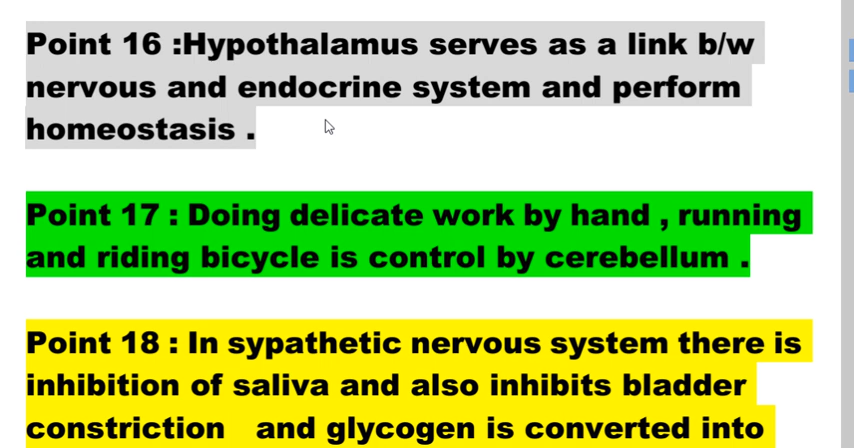 Point 16 :Hypothalamus serves as a link b/w
nervous and endocrine system and perform
homeostasis .
Point 17 : Doing delicate work by hand , running
and riding bicycle is control by cerebellum .
Point 18 : In sypathetic nervous system there is
inhibition of saliva and also inhibits bladder
constriction   and glycogen is converted into